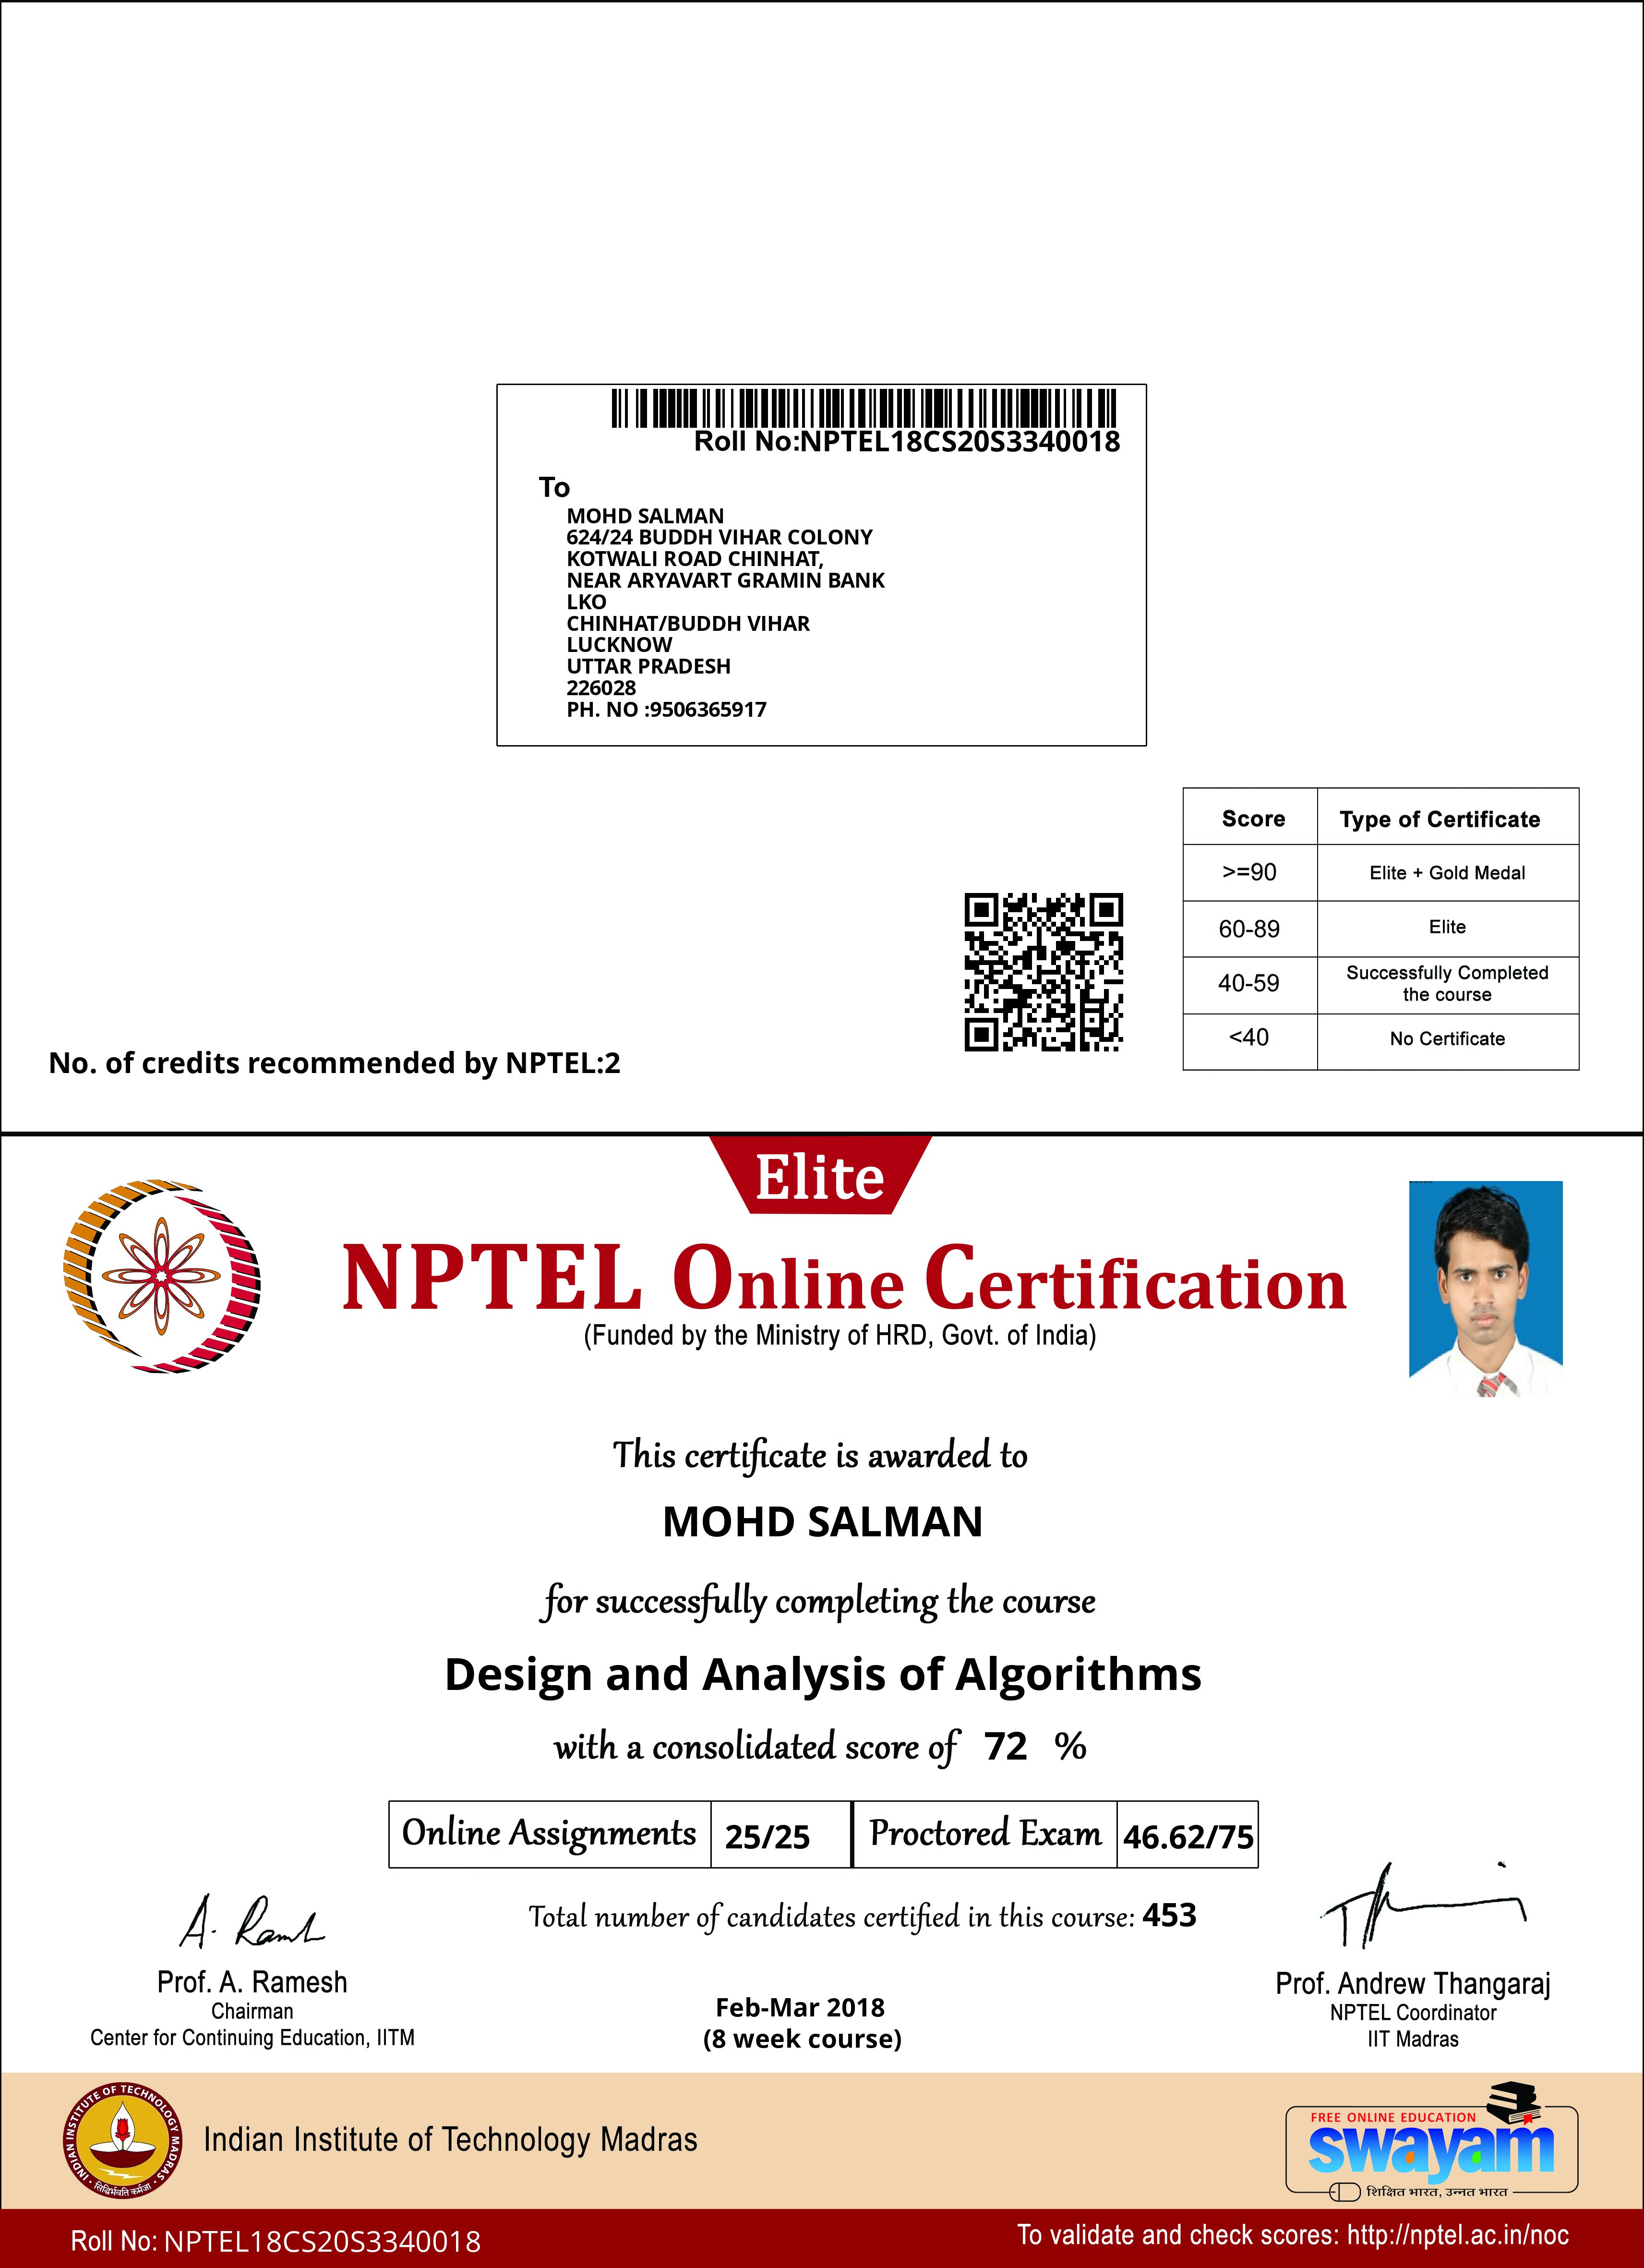 Roll No:NPTEL18CS20S3340018
To
MOHD SALMAN
624/24 BUDDH VIHAR COLONY
KOTWALI ROAD CHINHAT,
NEAR ARYAVART GRAMIN BANK
LKO
CHINHAT/BUDDH VIHAR
LUCKNOW
UTTAR PRADESH
226028
PH. NO :9506365917
Score Type of Certificate
>=90 Elite + Gold Medal
60-89 Elite
40-59 Successfully Completed
the course
<40 No Certificate
No. of credits recommended by NPTEL:2
Elite
NPTEL Online Certification
(Funded by the Ministry of HRD, Govt. of India)
This certificate is awarded to
MOHD SALMAN
for successfully completing the course
Design and Analysis of Algorithms
with a consolidated score of 72 %
Online Assignments 25/25 Proctored Exam 46.62/75
Total number of candidates certified in this course: 453
A. Ramesh
Prof. A. Ramesh
Chairman
Center for Continuing Education, IITM
Feb-Mar 2018
(8 week course)
Prof. Andrew Thangaraj
NPTEL Coordinator
IIT Madras
INDIAN INSTITUTE OF TECHNOLOGY MADRAS
सिद्धिर्भवति कर्मजा
Indian Institute of Technology Madras
FREE ONLINE EDUCATION
swayam
शिक्षित भारत, उन्नत भारत
Roll No: NPTEL18CS20S3340018
To validate and check scores: http://nptel.ac.in/noc